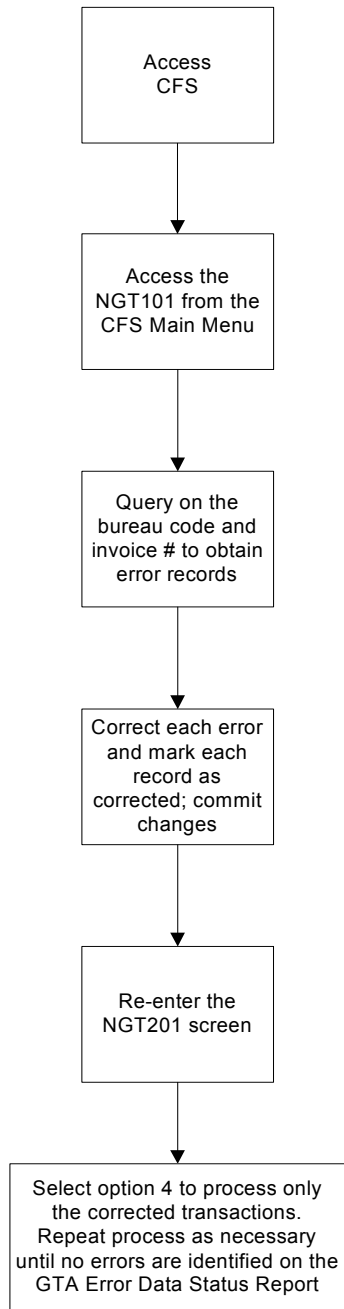 Access
CFS
Access the
NGT101 from the
CFS Main Menu
Query on the
bureau code and
invoice # to obtain
error records
Correct each error
and mark each
record as
corrected; commit
changes
Re-enter the
NGT201 screen
Select option 4 to process only
the corrected transactions.
Repeat process as necessary
until no errors are identified on the
GTA Error Data Status Report